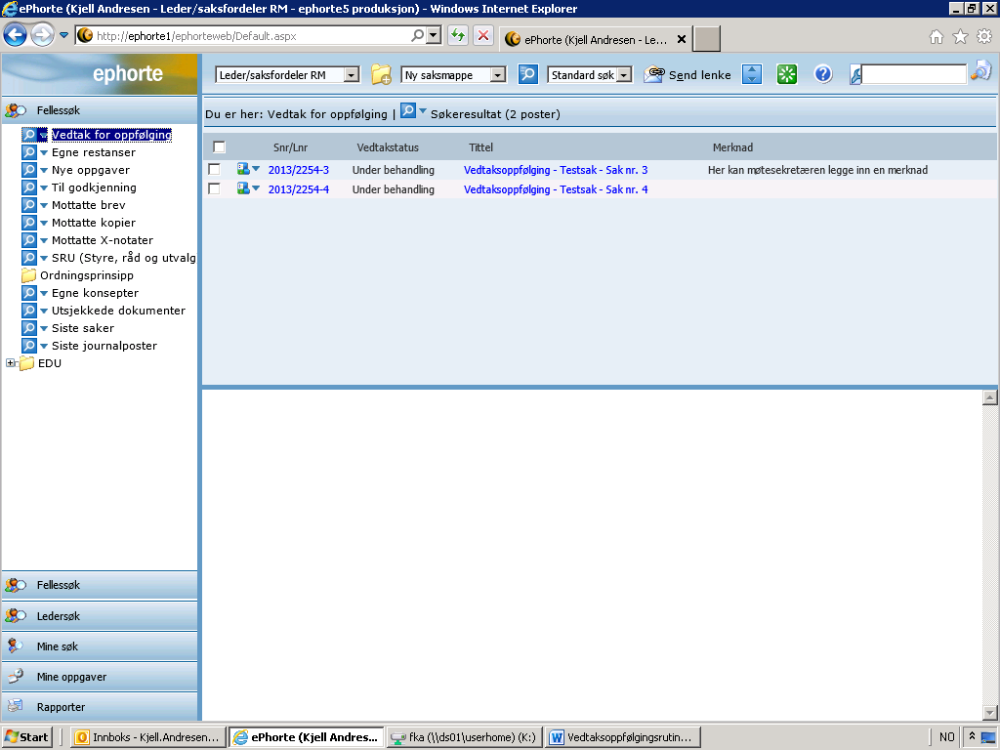 ePhorte (Kjell Andresen - Leder/saksfordeler RM - ephorte5 produksjon) - Windows Internet Explorer
http://ephorte1/ephorteweb/Default.aspx
ePhorte (Kjell Andresen - Le...
ephorte
Leder/saksfordeler RM
Ny saksmappe
Standard søk
Send lenke
Fellessøk
Du er her: Vedtak for oppfølging | Søkeresultat (2 poster)
Vedtak for oppfølging
Egne restanser
Nye oppgaver
Til godkjenning
Mottatte brev
Mottatte kopier
Mottatte X-notater
SRU (Styre, råd og utvalg
Ordningsprinsipp
Egne konsepter
Utsjekkede dokumenter
Siste saker
Siste journalposter
EDU
Snr/Lnr Vedtakstatus Tittel Merknad
2013/2254-3 Under behandling Vedtaksoppfølging - Testsak - Sak nr. 3 Her kan møtesekretæren legge inn en merknad
2013/2254-4 Under behandling Vedtaksoppfølging - Testsak - Sak nr. 4
Fellessøk
Ledersøk
Mine søk
Mine oppgaver
Rapporter
Start
Innboks - Kjell.Andresen...
ePhorte (Kjell Andres...
fka (\\ds01\userhome) (K:)
Vedtaksoppfølgingsrutin...
NO